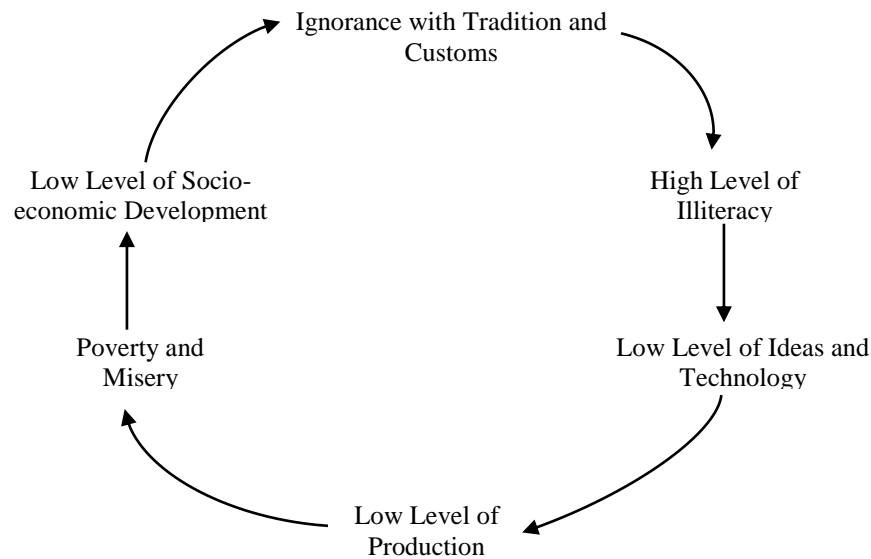 Ignorance with Tradition and
Customs
High Level of
Illiteracy
Low Level of Ideas and
Technology
Low Level of
Production
Poverty and
Misery
Low Level of Socio-
economic Development